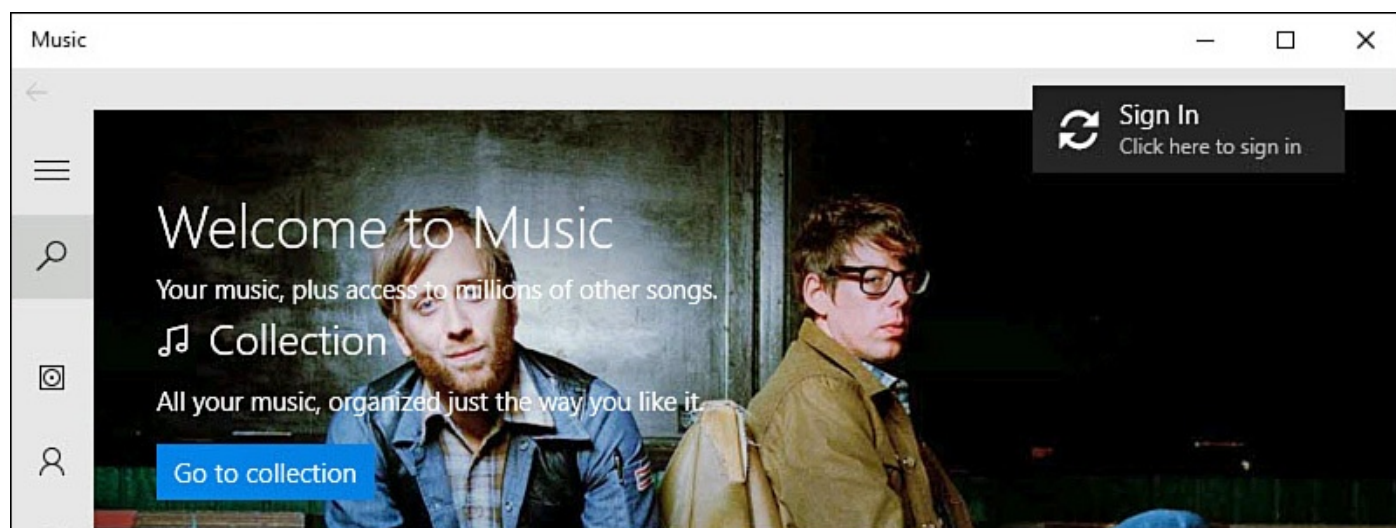 Music
Sign In
Click here to sign in
Welcome to Music
Your music, plus access to millions of other songs.
Collection
All your music, organized just the way you like it.
Go to collection